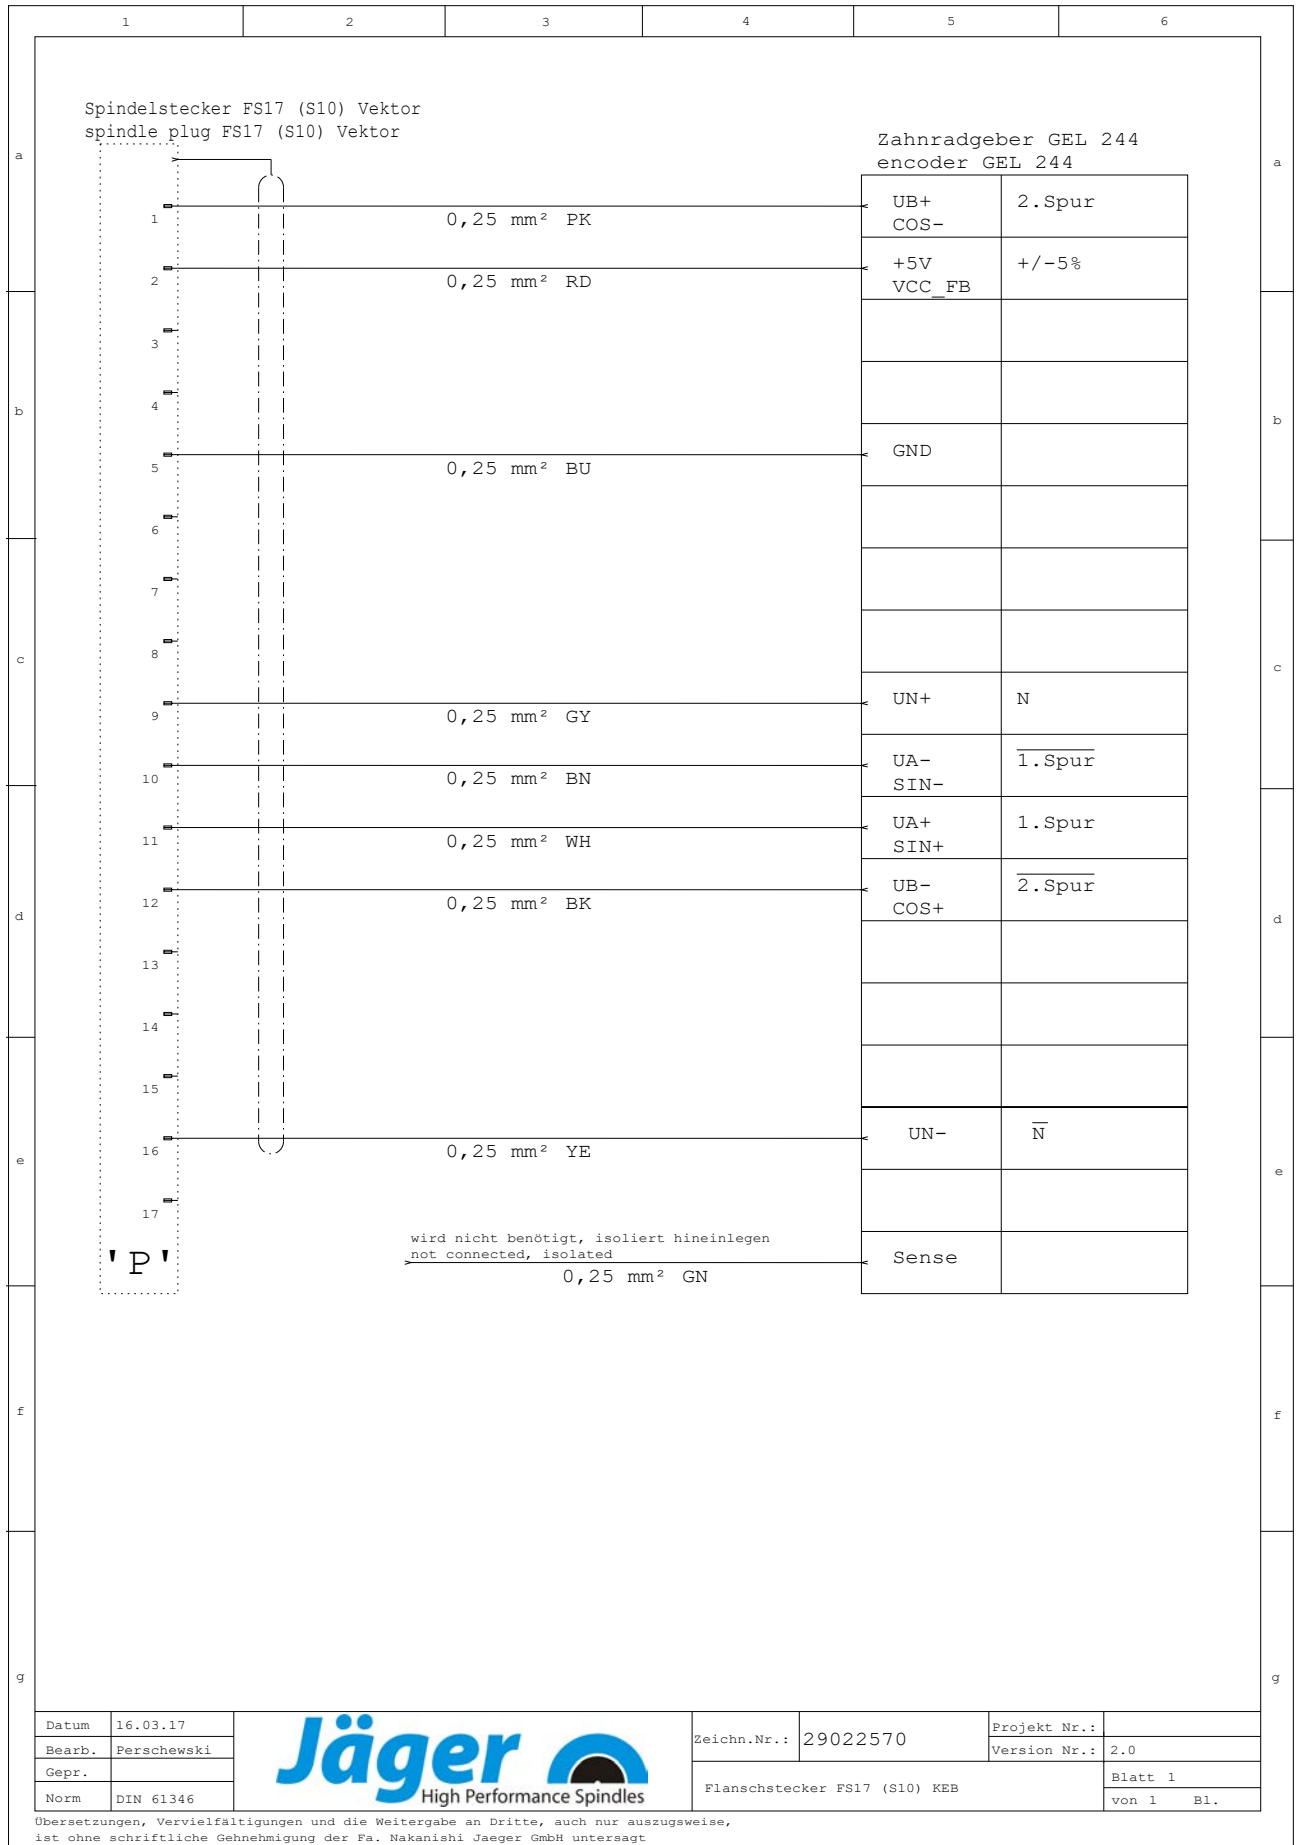 1 2 3 4 5 6
Spindelstecker FS17 (S10) Vektor
spindle plug FS17 (S10) Vektor
Zahnradgeber GEL 244
encoder GEL 244
a a
1 0,25 mm² PK UB+ 2.Spur
COS-
2 0,25 mm² RD +5V +/-5%
VCC_FB
3
4
b b
5 0,25 mm² BU GND
6
7
8
c c
9 0,25 mm² GY UN+ N
10 0,25 mm² BN UA- 1.Spur
SIN-
11 0,25 mm² WH UA+ 1.Spur
SIN+
12 0,25 mm² BK UB- 2.Spur
COS+
d d
13
14
15
16 0,25 mm² YE UN- N
e e
17
wird nicht benötigt, isoliert hineinlegen
not connected, isolated
'P' 0,25 mm² GN Sense
f f
g g
Datum 16.03.17
Bearb. Perschewski
Gepr.
Norm DIN 61346
Jäger
High Performance Spindles
Zeichn.Nr.: 29022570
Projekt Nr.:
Version Nr.: 2.0
Flanschstecker FS17 (S10) KEB
Blatt 1
von 1 Bl.
Übersetzungen, Vervielfältigungen und die Weitergabe an Dritte, auch nur auszugsweise,
ist ohne schriftliche Gehnehmigung der Fa. Nakanishi Jaeger GmbH untersagt